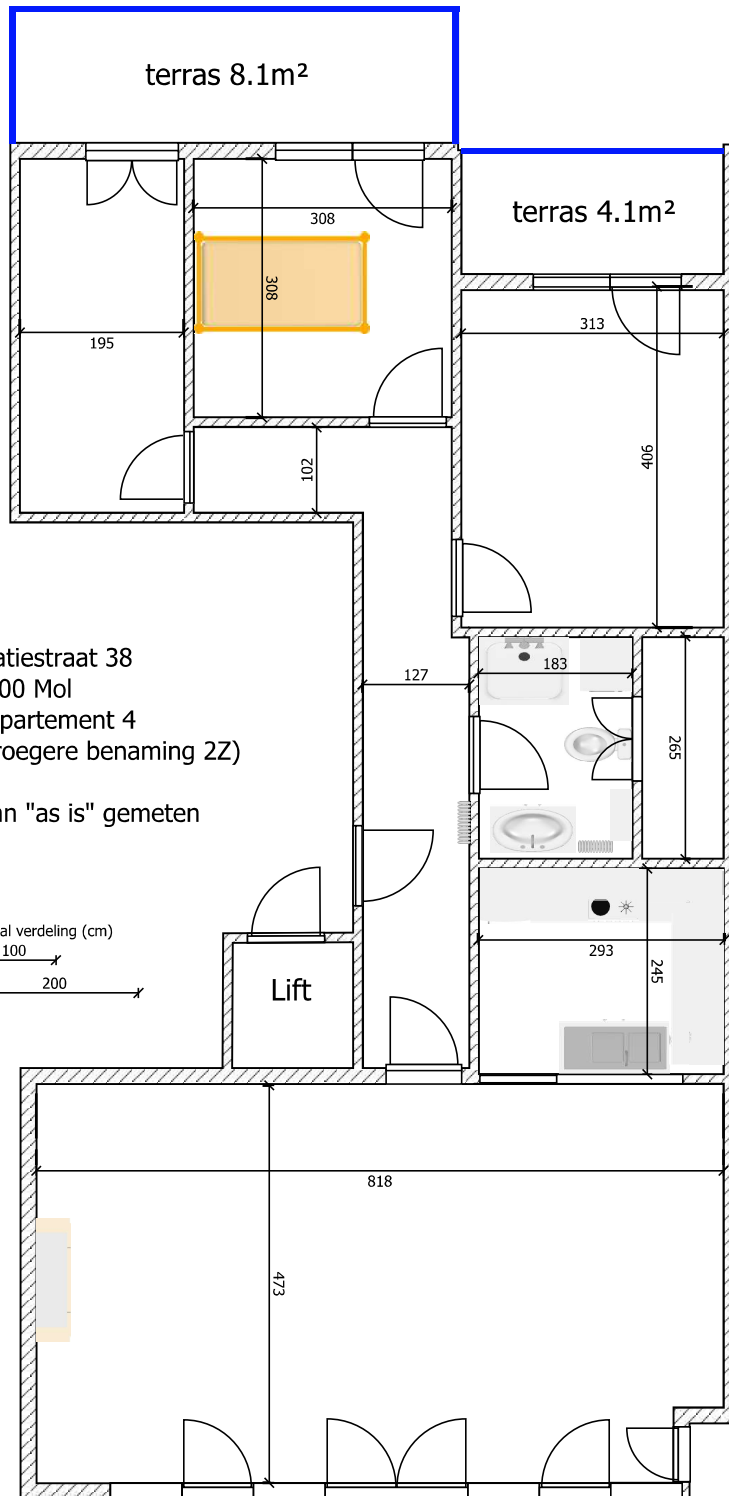 terras 8.1m²
terras 4.1m²
308
308
195
313
406
102
atiestraat 38
00 Mol
partement 4
roegere benaming 2Z)
an "as is" gemeten
127
183
265
al verdeling (cm)
100
200
Lift
293
245
818
473